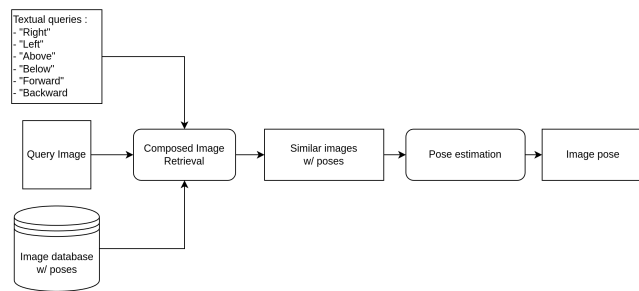 Textual queries :
- "Right"
- "Left"
- "Above"
- "Below"
- "Forward"
- "Backward
Query Image
Composed Image
Retrieval
Similar images
w/ poses
Pose estimation
Image pose
Image database
w/ poses